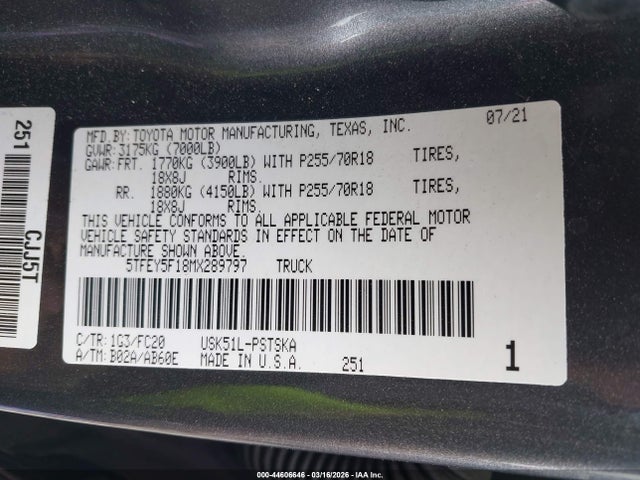 251
CJJ5T
MFD.BY:TOYOTA MOTOR MANUFACTURING, TEXAS, INC. 07/21
GVWR:3175KG (7000LB)
GAWR:FRT. 1770KG (3900LB) WITH P255/70R18 TIRES,
18X8J RIMS.
RR. 1880KG (4150LB) WITH P255/70R18 TIRES,
18X8J RIMS.
THIS VEHICLE CONFORMS TO ALL APPLICABLE FEDERAL MOTOR
VEHICLE SAFETY STANDARDS IN EFFECT ON THE DATE OF
MANUFACTURE SHOWN ABOVE.
5TFEY5F18MX289797 TRUCK
C/TR:1G3/FC20 USK51L-PSTSKA
A/TM:B02A/AB60E MADE IN U.S.A. 251 1
000-44606646 - 03/16/2026 - IAA Inc.